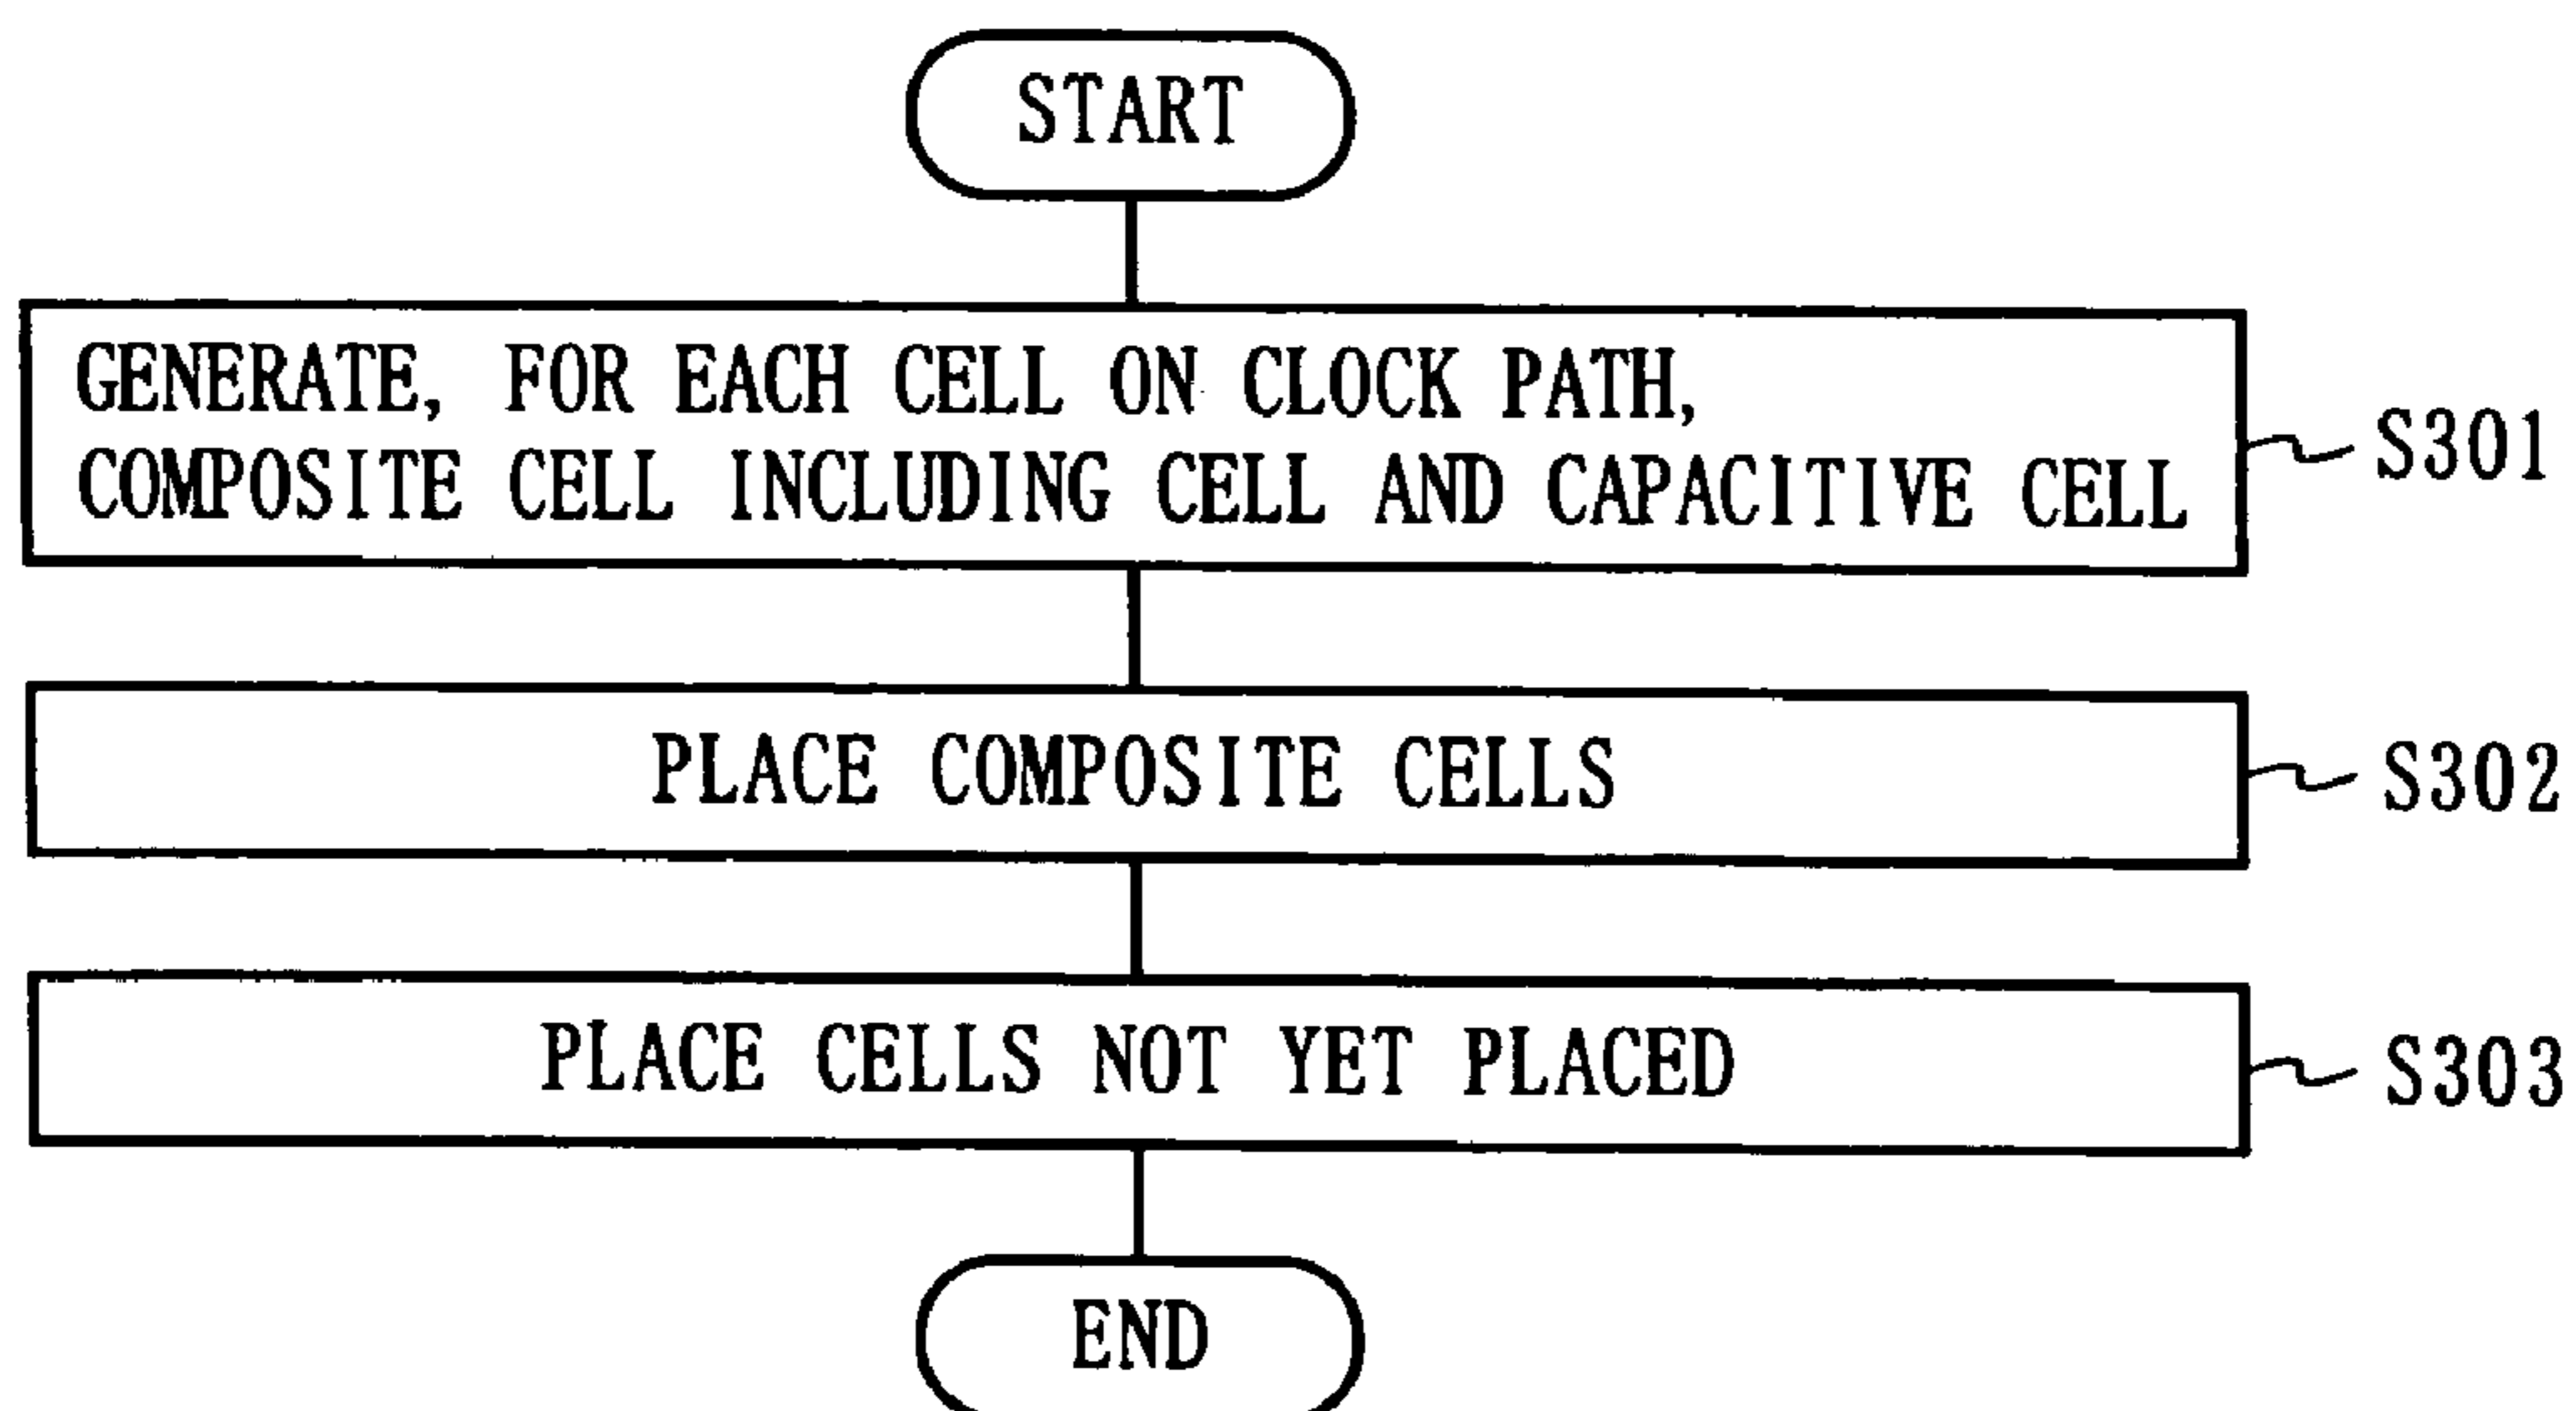 START
GENERATE, FOR EACH CELL ON CLOCK PATH,
COMPOSITE CELL INCLUDING CELL AND CAPACITIVE CELL
S301
PLACE COMPOSITE CELLS
S302
PLACE CELLS NOT YET PLACED
S303
END